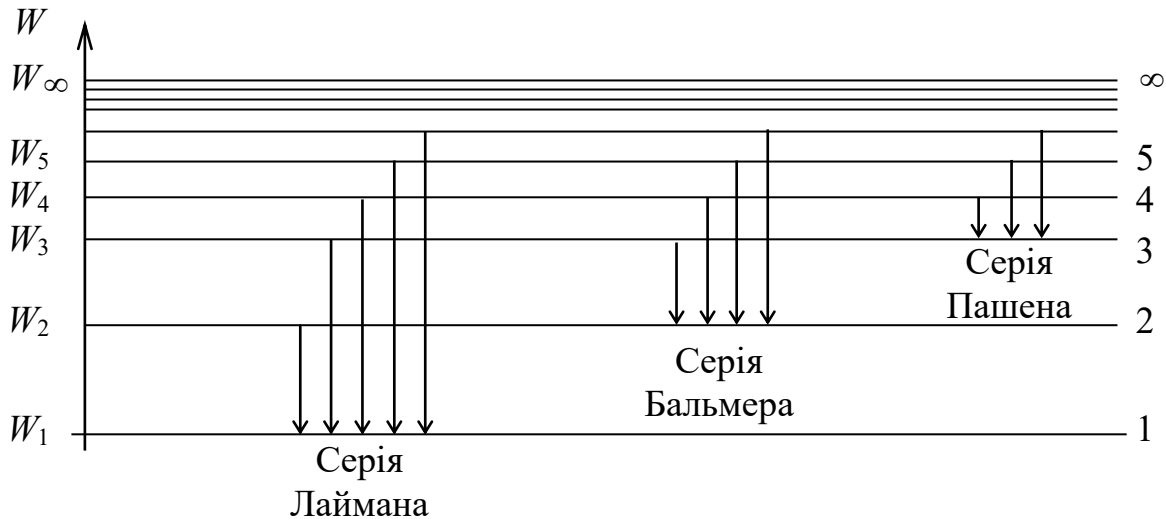 W
W∞ ∞
W5 5
W4 4
W3 3
Серія
Пашена
W2 2
Серія
Бальмера
W1 1
Серія
Лаймана